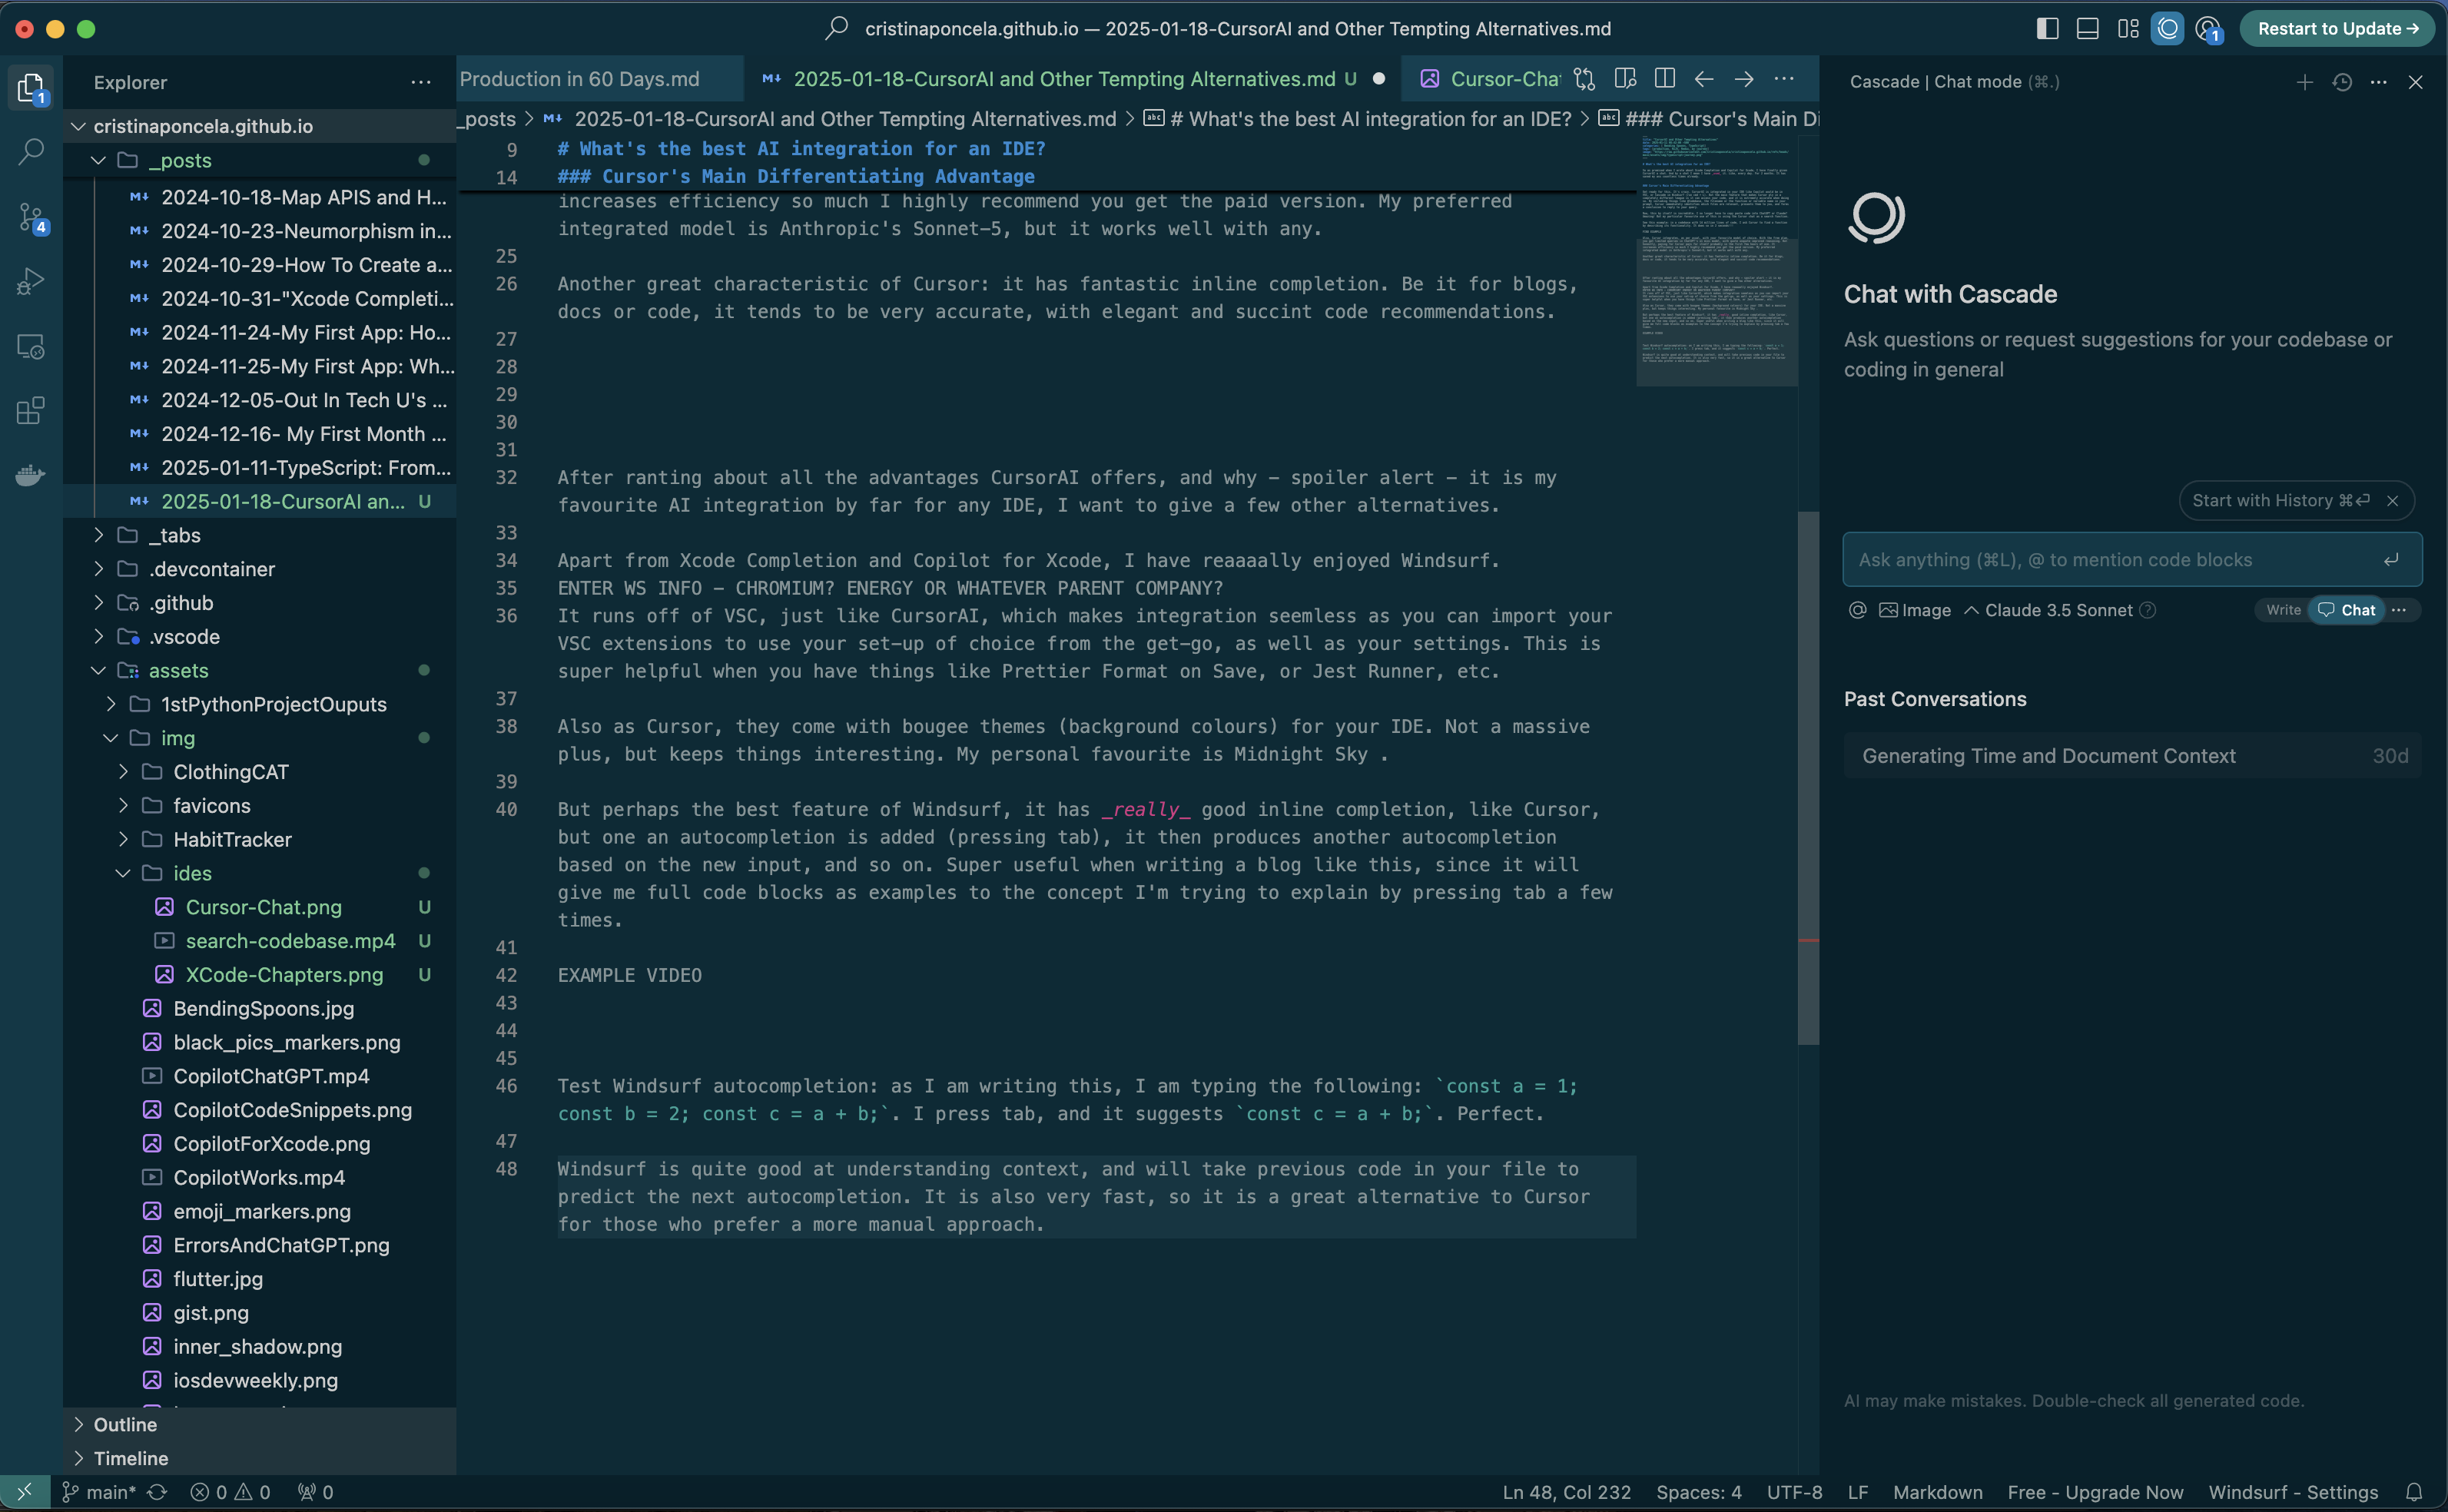 cristinaponcela.github.io — 2025-01-18-CursorAI and Other Tempting Alternatives.md
1
Restart to Update →
1
4
Explorer
cristinaponcela.github.io
_posts
2024-10-18-Map APIS and H...
2024-10-23-Neumorphism in...
2024-10-29-How To Create a...
2024-10-31-"Xcode Completi...
2024-11-24-My First App: Ho...
2024-11-25-My First App: Wh...
2024-12-05-Out In Tech U's ...
2024-12-16- My First Month ...
2025-01-11-TypeScript: From...
2025-01-18-CursorAI an... U
_tabs
.devcontainer
.github
.vscode
assets
1stPythonProjectOuputs
img
ClothingCAT
favicons
HabitTracker
ides
Cursor-Chat.png U
search-codebase.mp4 U
XCode-Chapters.png U
BendingSpoons.jpg
black_pics_markers.png
CopilotChatGPT.mp4
CopilotCodeSnippets.png
CopilotForXcode.png
CopilotWorks.mp4
emoji_markers.png
ErrorsAndChatGPT.png
flutter.jpg
gist.png
inner_shadow.png
iosdevweekly.png
Outline
Timeline
Production in 60 Days.md
2025-01-18-CursorAI and Other Tempting Alternatives.md U
Cursor-Chat
_posts > 2025-01-18-CursorAI and Other Tempting Alternatives.md > # What's the best AI integration for an IDE? > ### Cursor's Main Di
9 # What's the best AI integration for an IDE?
14 ### Cursor's Main Differentiating Advantage
increases efficiency so much I highly recommend you get the paid version. My preferred
integrated model is Anthropic's Sonnet-5, but it works well with any.
25
26 Another great characteristic of Cursor: it has fantastic inline completion. Be it for blogs,
docs or code, it tends to be very accurate, with elegant and succint code recommendations.
27
28
29
30
31
32 After ranting about all the advantages CursorAI offers, and why - spoiler alert - it is my
favourite AI integration by far for any IDE, I want to give a few other alternatives.
33
34 Apart from Xcode Completion and Copilot for Xcode, I have reaaaally enjoyed Windsurf.
35 ENTER WS INFO - CHROMIUM? ENERGY OR WHATEVER PARENT COMPANY?
36 It runs off of VSC, just like CursorAI, which makes integration seemless as you can import your
VSC extensions to use your set-up of choice from the get-go, as well as your settings. This is
super helpful when you have things like Prettier Format on Save, or Jest Runner, etc.
37
38 Also as Cursor, they come with bougee themes (background colours) for your IDE. Not a massive
plus, but keeps things interesting. My personal favourite is Midnight Sky .
39
40 But perhaps the best feature of Windsurf, it has _really_ good inline completion, like Cursor,
but one an autocompletion is added (pressing tab), it then produces another autocompletion
based on the new input, and so on. Super useful when writing a blog like this, since it will
give me full code blocks as examples to the concept I'm trying to explain by pressing tab a few
times.
41
42 EXAMPLE VIDEO
43
44
45
46 Test Windsurf autocompletion: as I am writing this, I am typing the following: `const a = 1;
const b = 2; const c = a + b;`. I press tab, and it suggests `const c = a + b;`. Perfect.
47
48 Windsurf is quite good at understanding context, and will take previous code in your file to
predict the next autocompletion. It is also very fast, so it is a great alternative to Cursor
for those who prefer a more manual approach.
Cascade | Chat mode (⌘.)
Chat with Cascade
Ask questions or request suggestions for your codebase or
coding in general
Start with History ⌘⏎
Ask anything (⌘L), @ to mention code blocks
@ Image Claude 3.5 Sonnet
Write Chat
Past Conversations
Generating Time and Document Context 30d
AI may make mistakes. Double-check all generated code.
main* 0 0 0
Ln 48, Col 232 Spaces: 4 UTF-8 LF Markdown Free - Upgrade Now Windsurf - Settings